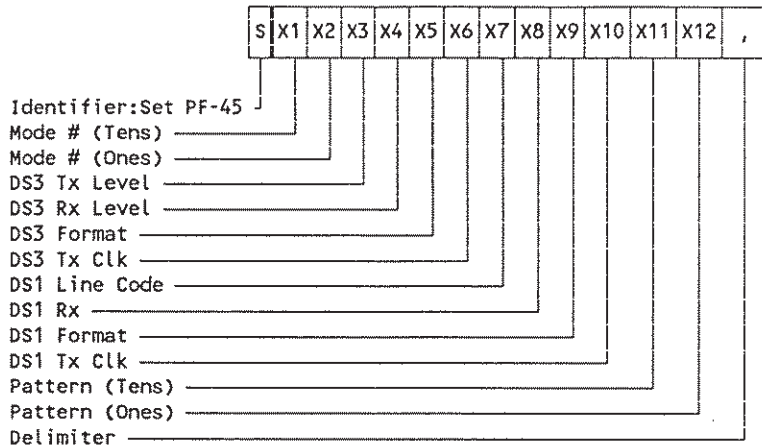 S X1 X2 X3 X4 X5 X6 X7 X8 X9 X10 X11 X12 ,
Identifier:Set PF-45
Mode # (Tens)
Mode # (Ones)
DS3 Tx Level
DS3 Rx Level
DS3 Format
DS3 Tx Clk
DS1 Line Code
DS1 Rx
DS1 Format
DS1 Tx Clk
Pattern (Tens)
Pattern (Ones)
Delimiter